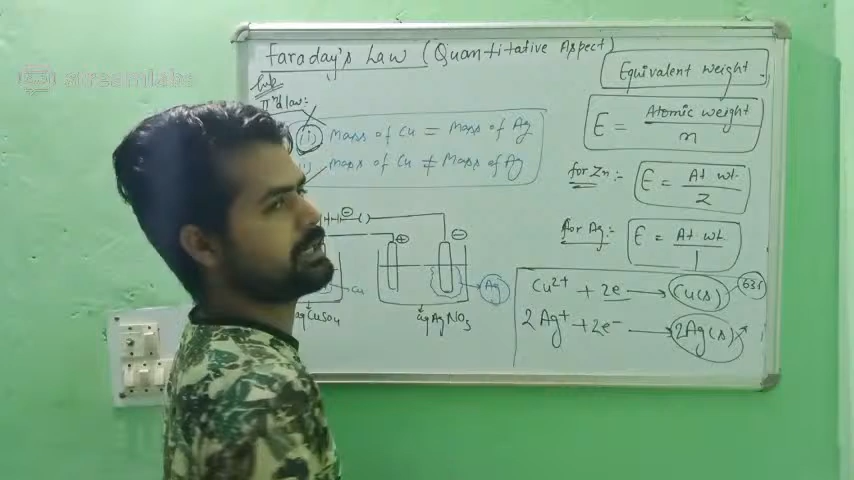 streamlabs
Faraday's Law (Quantitative Aspect)
IInd law:
(i) Mass of Cu = Mass of Ag
Mass of Cu ≠ Mass of Ag
Equivalent weight
E = Atomic weight / n
for Zn:- E = At wt. / 2
for Ag:- E = At wt. / 1
Cu
Ag
aq CuSO4
aq AgNO3
Cu2+ + 2e → Cu(s)
2Ag+ + 2e- → 2Ag(s)